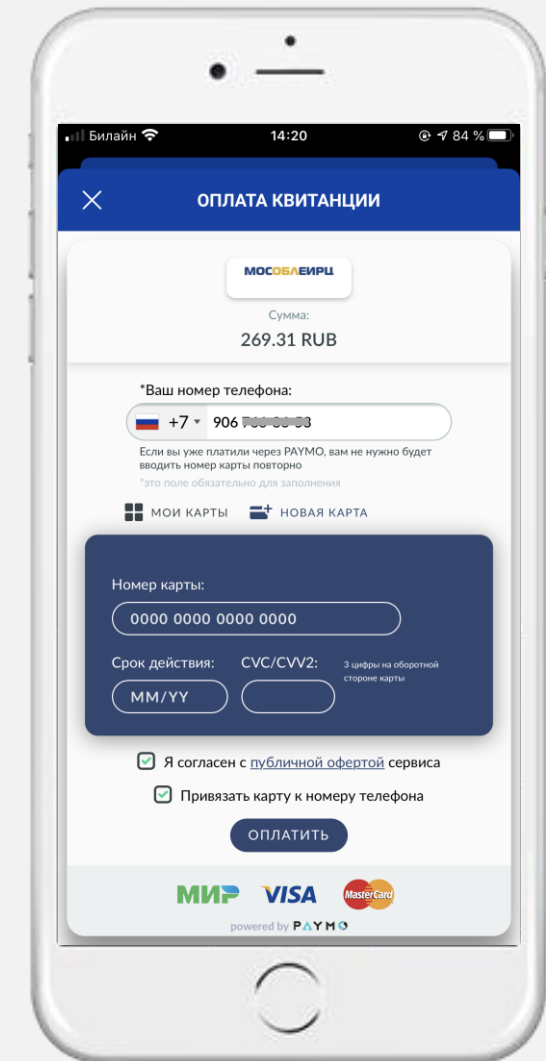 Билайн 14:20 84 %
ОПЛАТА КВИТАНЦИИ
МОСОБЛЕИРЦ
Сумма:
269.31 RUB
*Ваш номер телефона:
+7 906
Если вы уже платили через PAYMO, вам не нужно будет
вводить номер карты повторно
*это поле обязательно для заполнения
МОИ КАРТЫ НОВАЯ КАРТА
Номер карты:
0000 0000 0000 0000
Срок действия: CVC/CVV2: 3 цифры на оборотной
стороне карты
MM/YY
Я согласен с публичной офертой сервиса
Привязать карту к номеру телефона
ОПЛАТИТЬ
МИР VISA MasterCard
powered by PAYMO